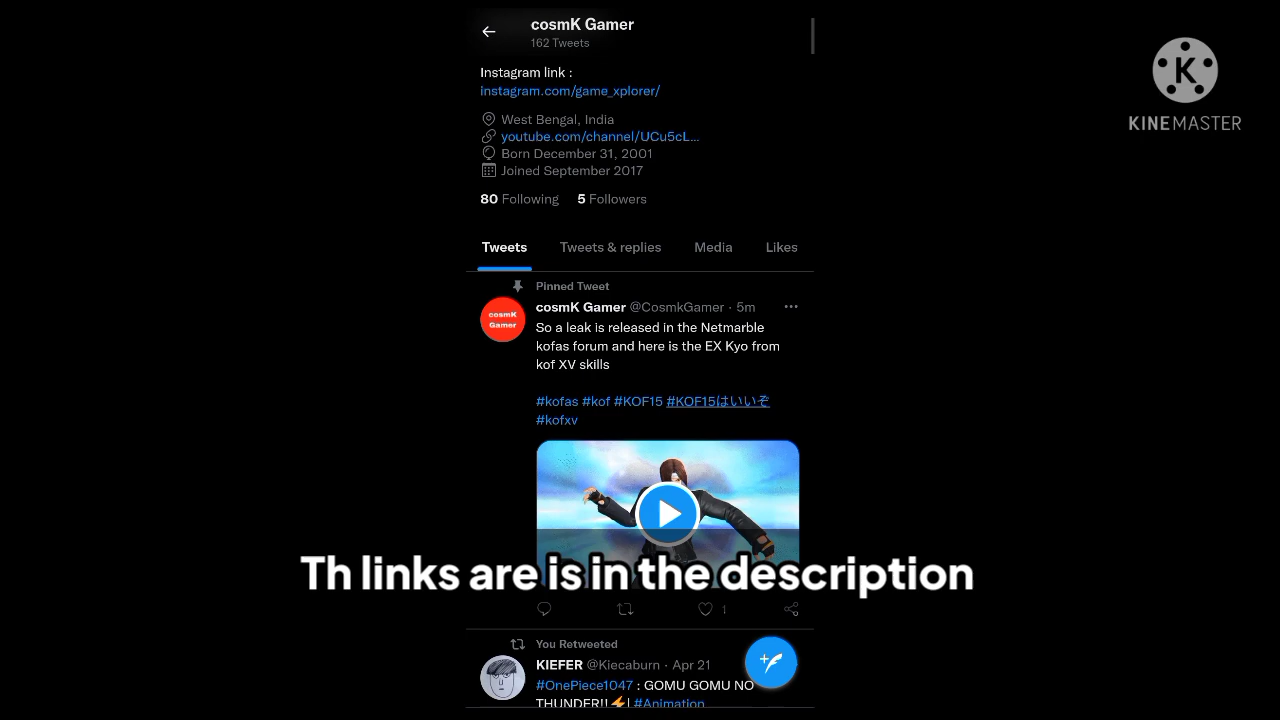 cosmK Gamer
162 Tweets
Instagram link :
instagram.com/game_xplorer/
West Bengal, India
youtube.com/channel/UCu5cL...
Born December 31, 2001
Joined September 2017
80 Following 5 Followers
Tweets Tweets & replies Media Likes
Pinned Tweet
cosmK Gamer @CosmkGamer · 5m
cosmK
Gamer
So a leak is released in the Netmarble
kofas forum and here is the EX Kyo from
kof XV skills
#kofas #kof #KOF15 #KOF15はいいぞ
#kofxv
Th links are is in the description
1
You Retweeted
KIEFER @Kiecaburn · Apr 21
#OnePiece1047 : GOMU GOMU NO
THUNDER!!⚡| #Animation
K
KINEMASTER